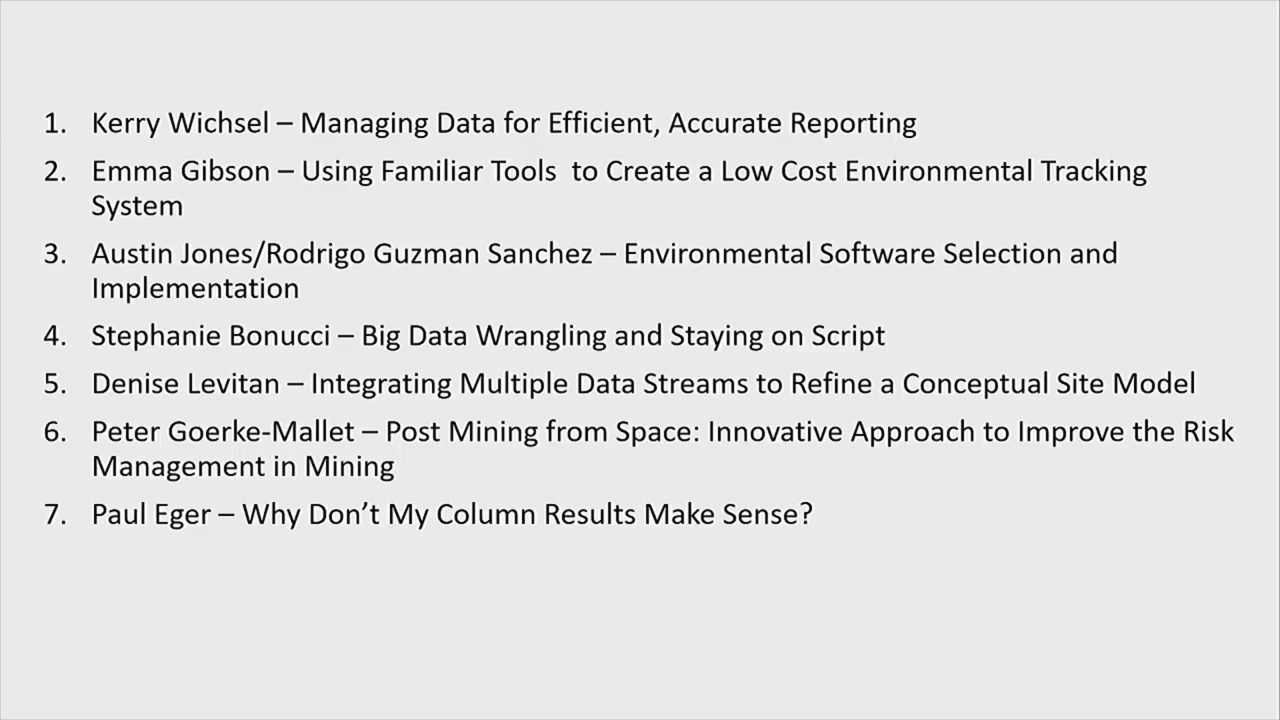 1. Kerry Wichsel – Managing Data for Efficient, Accurate Reporting
2. Emma Gibson – Using Familiar Tools  to Create a Low Cost Environmental Tracking
System
3. Austin Jones/Rodrigo Guzman Sanchez – Environmental Software Selection and
Implementation
4. Stephanie Bonucci – Big Data Wrangling and Staying on Script
5. Denise Levitan – Integrating Multiple Data Streams to Refine a Conceptual Site Model
6. Peter Goerke-Mallet – Post Mining from Space: Innovative Approach to Improve the Risk
Management in Mining
7. Paul Eger – Why Don’t My Column Results Make Sense?